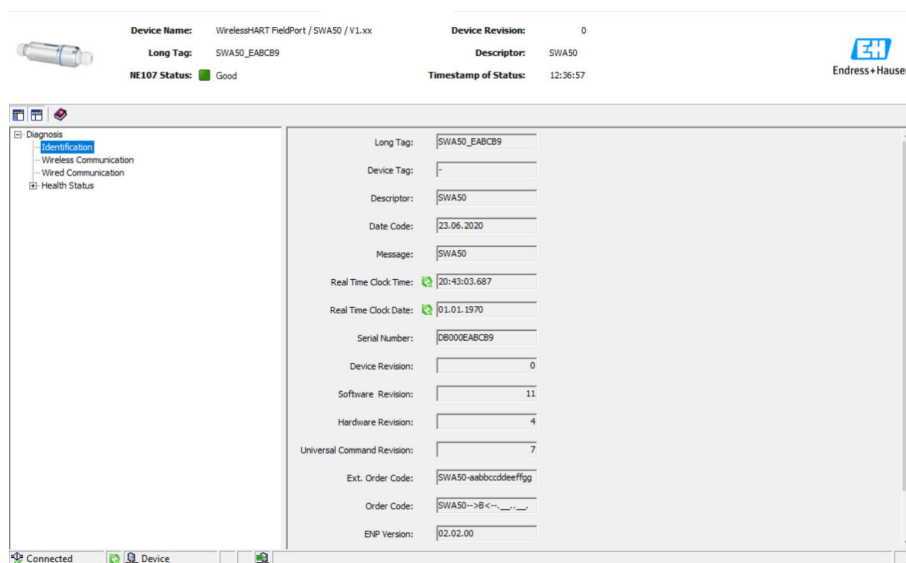 Device Name: WirelessHART FieldPort / SWA50 / V1.xx Device Revision: 0
Long Tag: SWA50_EABCB9 Descriptor: SWA50
NE107 Status: Good Timestamp of Status: 12:36:57
EH
Endress+Hauser
Diagnosis
Identification
Wireless Communication
Wired Communication
Health Status
Long Tag: SWA50_EABCB9
Device Tag: -
Descriptor: SWA50
Date Code: 23.06.2020
Message: SWA50
Real Time Clock Time: 20:43:03.687
Real Time Clock Date: 01.01.1970
Serial Number: DB000EABCB9
Device Revision: 0
Software Revision: 11
Hardware Revision: 4
Universal Command Revision: 7
Ext. Order Code: SWA50-aabbccddeeffgg
Order Code: SWA50-->B<--.__.__.
ENP Version: 02.02.00
Connected Device